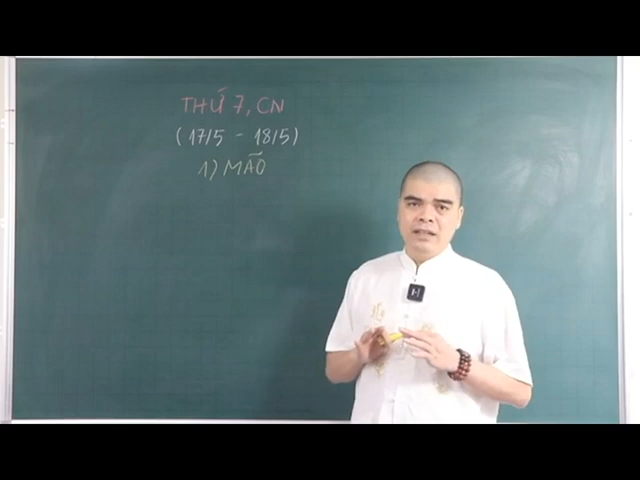 THỨ 7, CN
(17/5 - 18/5)
1) MÃO